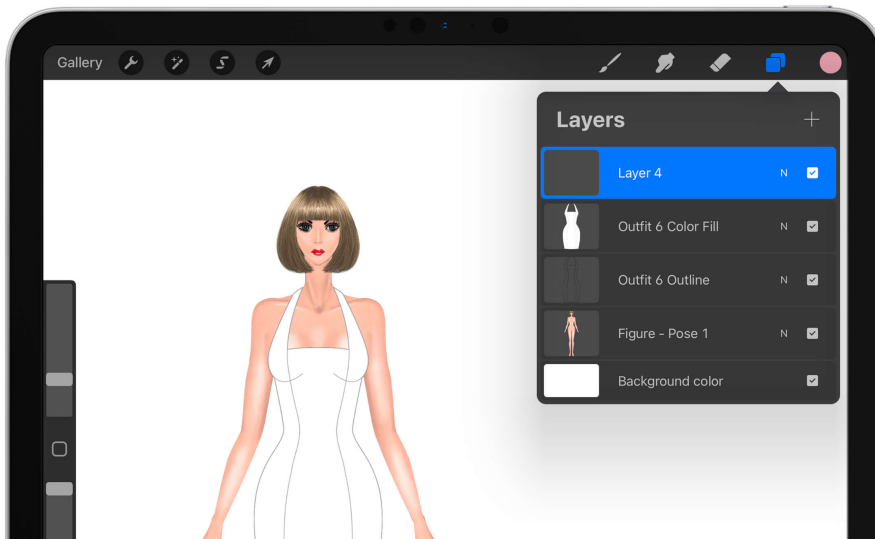 Gallery
Layers
Layer 4 N
Outfit 6 Color Fill N
Outfit 6 Outline N
Figure - Pose 1 N
Background color